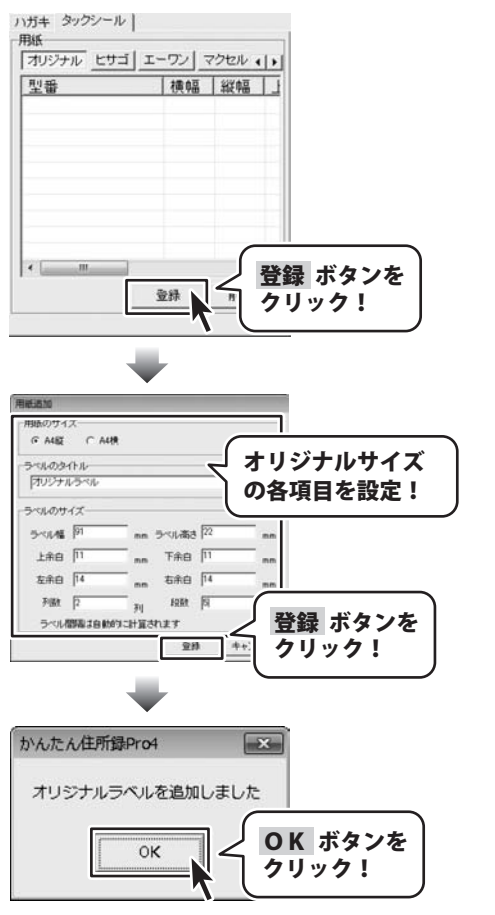 ハガキ タックシール
用紙
オリジナル ヒサゴ エーワン マクセル
型番 横幅 縦幅 上
登録
登録 ボタンを
クリック！
用紙追加
用紙のサイズ
A4縦 A4横
ラベルのタイトル
オリジナルラベル
オリジナルサイズ
の各項目を設定！
ラベルのサイズ
ラベル幅 91 mm ラベル高さ 22 mm
上余白 11 mm 下余白 11 mm
左余白 14 mm 右余白 14 mm
列数 2 列 段数
ラベル間隔は自動的に計算されます
登録 キャ
登録 ボタンを
クリック！
かんたん住所録Pro4
オリジナルラベルを追加しました
OK
OK ボタンを
クリック！